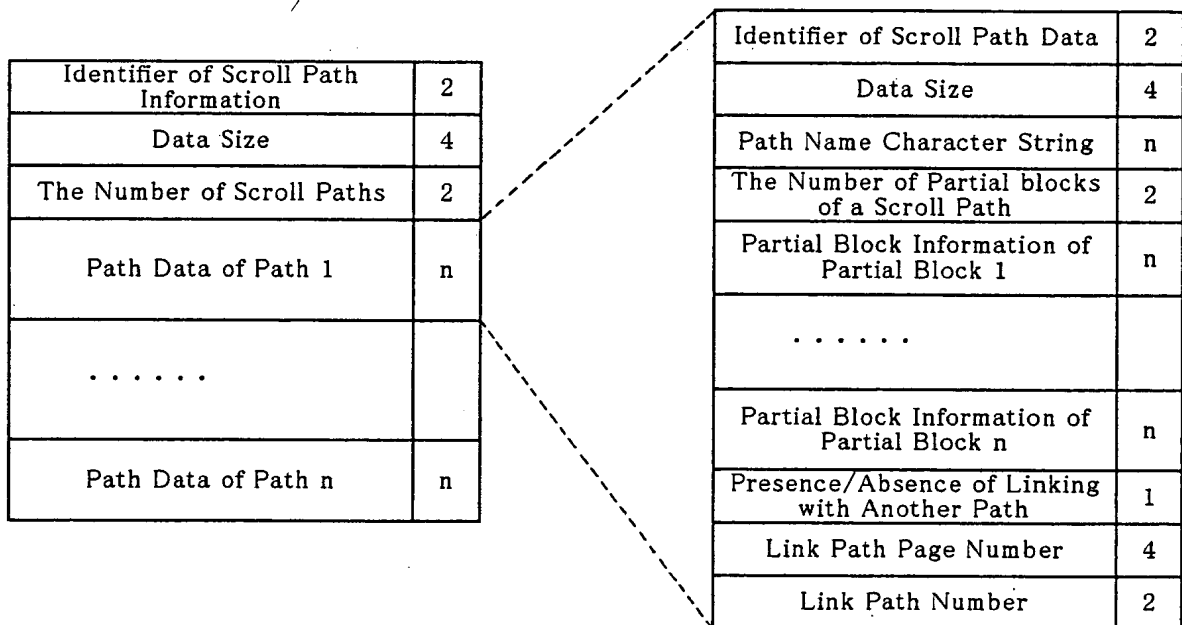 Identifier of Scroll Path
Information
2
Data Size
4
The Number of Scroll Paths
2
Path Data of Path 1
n
. . . . . .
Path Data of Path n
n
Identifier of Scroll Path Data
2
Data Size
4
Path Name Character String
n
The Number of Partial blocks
of a Scroll Path
2
Partial Block Information of
Partial Block 1
n
. . . . . .
Partial Block Information of
Partial Block n
n
Presence/Absence of Linking
with Another Path
1
Link Path Page Number
4
Link Path Number
2